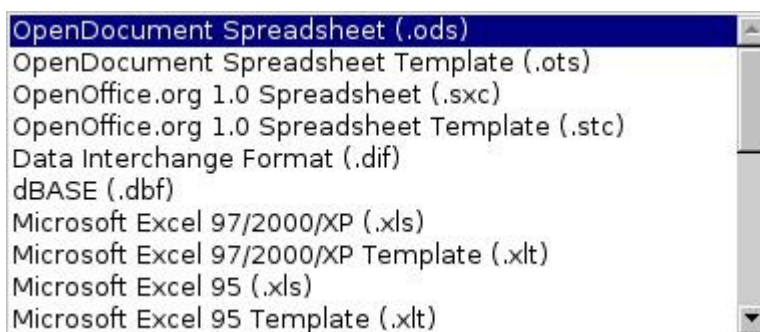 OpenDocument Spreadsheet (.ods)
OpenDocument Spreadsheet Template (.ots)
OpenOffice.org 1.0 Spreadsheet (.sxc)
OpenOffice.org 1.0 Spreadsheet Template (.stc)
Data Interchange Format (.dif)
dBASE (.dbf)
Microsoft Excel 97/2000/XP (.xls)
Microsoft Excel 97/2000/XP Template (.xlt)
Microsoft Excel 95 (.xls)
Microsoft Excel 95 Template (.xlt)